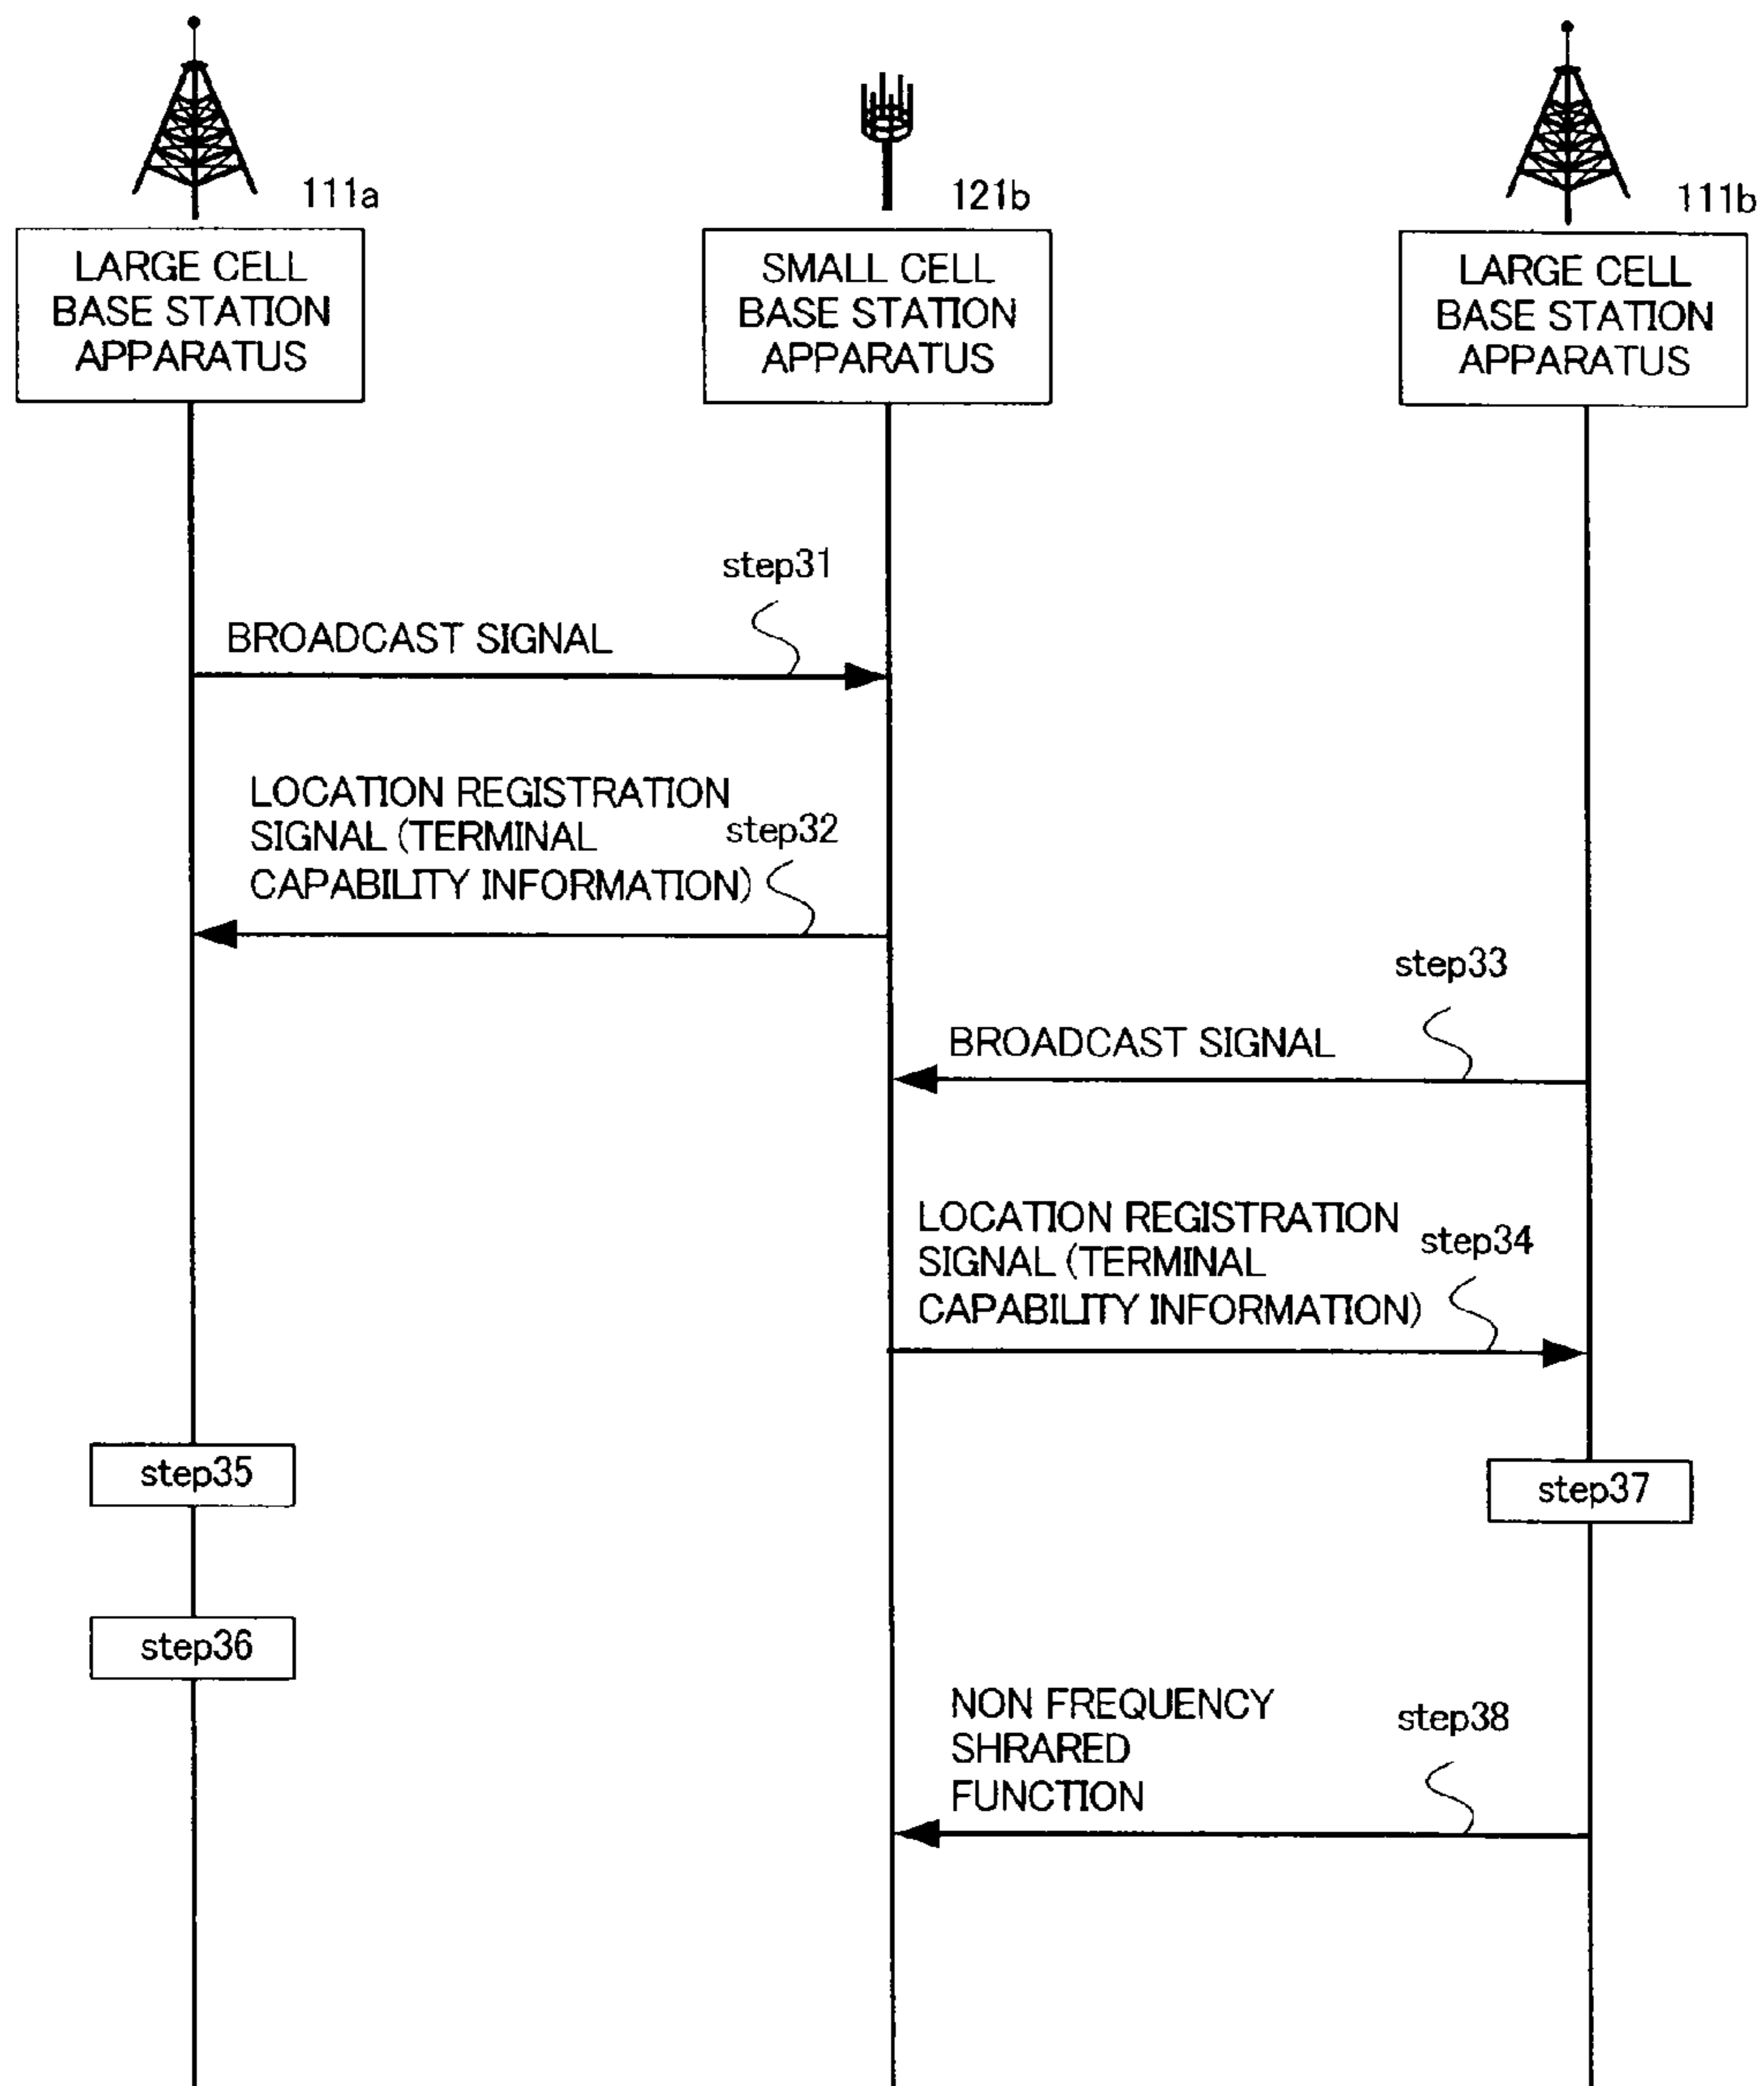 111a
121b
111b
LARGE CELL
BASE STATION
APPARATUS
SMALL CELL
BASE STATION
APPARATUS
LARGE CELL
BASE STATION
APPARATUS
step31
BROADCAST SIGNAL
LOCATION REGISTRATION
SIGNAL (TERMINAL
CAPABILITY INFORMATION)
step32
step33
BROADCAST SIGNAL
LOCATION REGISTRATION
SIGNAL (TERMINAL
CAPABILITY INFORMATION)
step34
step35
step37
step36
NON FREQUENCY
SHRARED
FUNCTION
step38